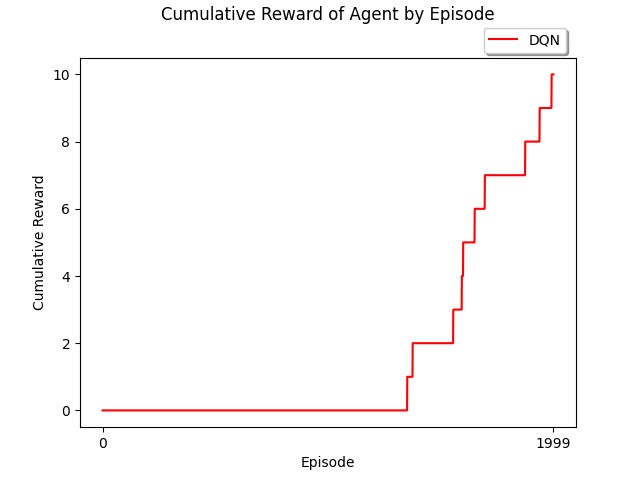 Cumulative Reward of Agent by Episode
DQN
10
8
6
4
2
0
Cumulative Reward
0 1999
Episode